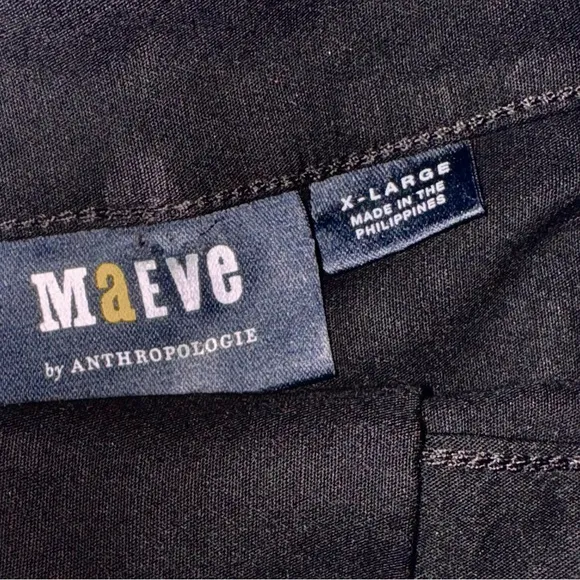 MaEVe
by ANTHROPOLOGIE
X-LARGE
MADE IN THE
PHILIPPINES